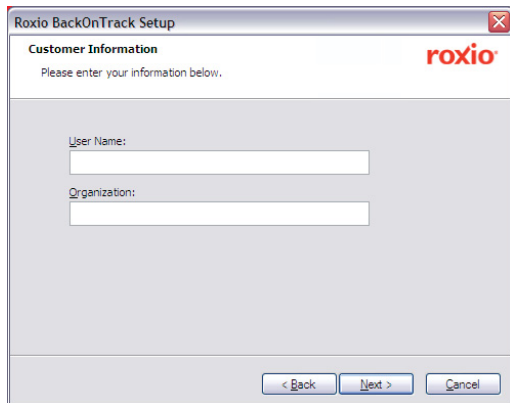 Roxio BackOnTrack Setup
Customer Information
Please enter your information below.
roxio
User Name:
Organization:
< Back
Next >
Cancel